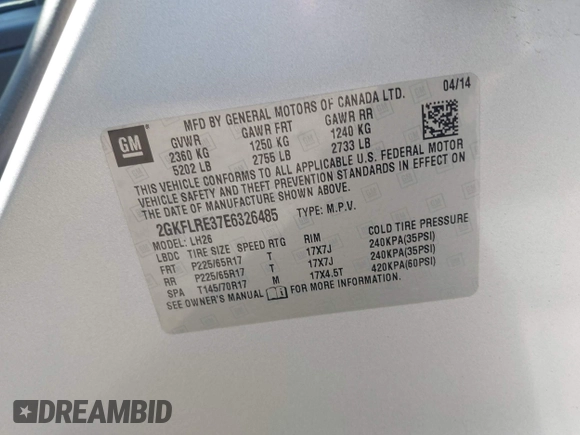 04/14
MFD BY GENERAL MOTORS OF CANADA LTD.
GM
GVWR GAWR FRT GAWR RR
2360 KG 1250 KG 1240 KG
5202 LB 2755 LB 2733 LB
THIS VEHICLE CONFORMS TO ALL APPLICABLE U.S. FEDERAL MOTOR
VEHICLE SAFETY AND THEFT PREVENTION STANDARDS IN EFFECT ON
THE DATE OF MANUFACTURE SHOWN ABOVE.
2GKFLRE37E6326485 TYPE: M.P.V.
MODEL: LH26
LBDC TIRE SIZE SPEED RTG RIM COLD TIRE PRESSURE
FRT P225/65R17 T 17X7J 240KPA(35PSI)
RR P225/65R17 T 17X7J 240KPA(35PSI)
SPA T145/70R17 M 17X4.5T 420KPA(60PSI)
SEE OWNER'S MANUAL FOR MORE INFORMATION.
DREAMBID